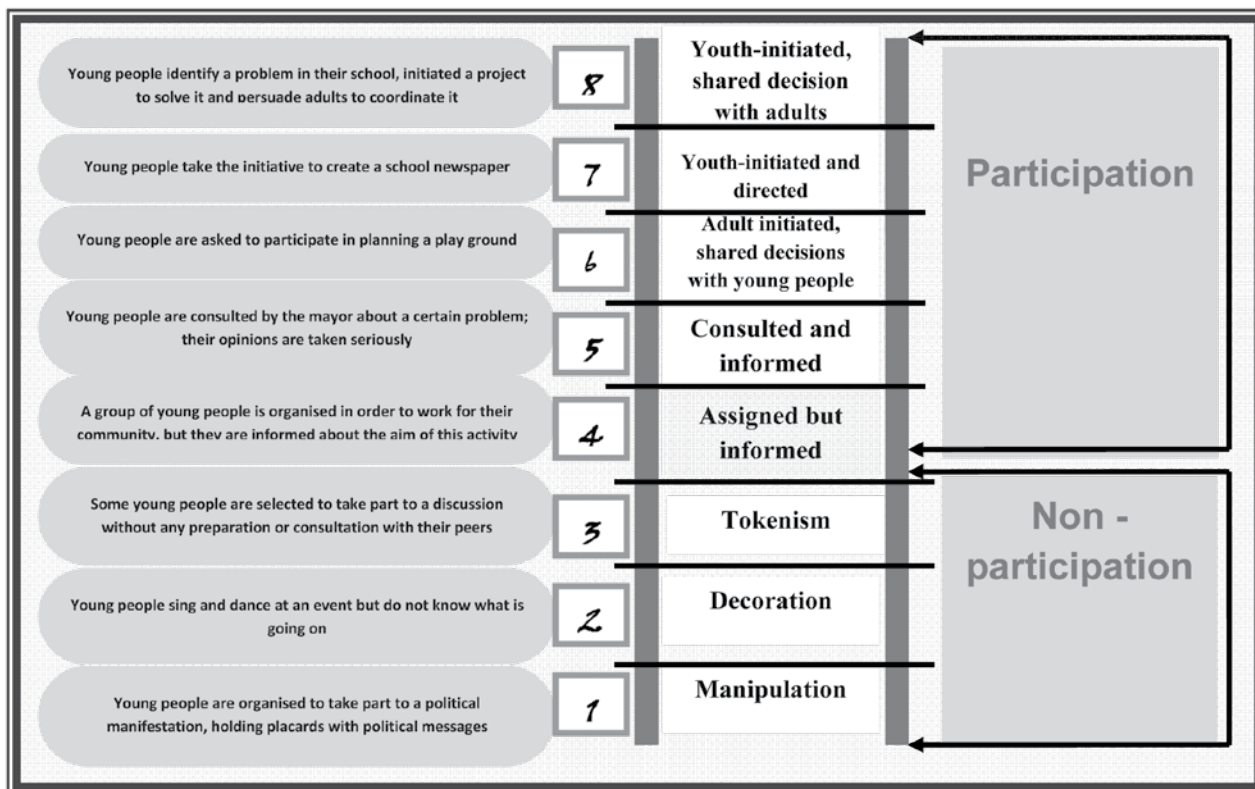 Young people identify a problem in their school, initiated a project
to solve it and persuade adults to coordinate it
8
Youth-initiated,
shared decision
with adults
Young people take the initiative to create a school newspaper
7
Youth-initiated and
directed
Young people are asked to participate in planning a play ground
6
Adult initiated,
shared decisions
with young people
Young people are consulted by the mayor about a certain problem;
their opinions are taken seriously
5
Consulted and
informed
A group of young people is organised in order to work for their
community, but they are informed about the aim of this activity
4
Assigned but
informed
Participation
Some young people are selected to take part to a discussion
without any preparation or consultation with their peers
3
Tokenism
Young people sing and dance at an event but do not know what is
going on
2
Decoration
Young people are organised to take part to a political
manifestation, holding placards with political messages
1
Manipulation
Non -
participation